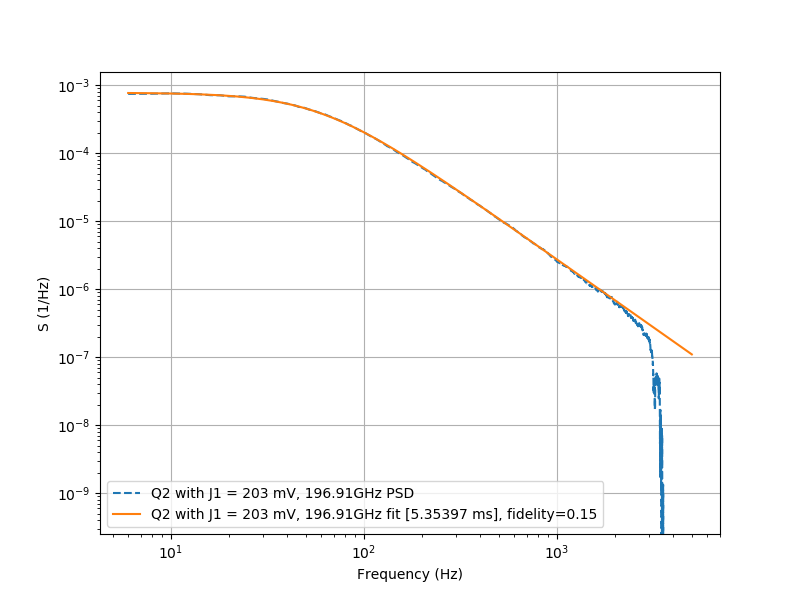 10⁻³
10⁻⁴
10⁻⁵
10⁻⁶
10⁻⁷
10⁻⁸
10⁻⁹
S (1/Hz)
Q2 with J1 = 203 mV, 196.91GHz PSD
Q2 with J1 = 203 mV, 196.91GHz fit [5.35397 ms], fidelity=0.15
10¹ 10² 10³
Frequency (Hz)